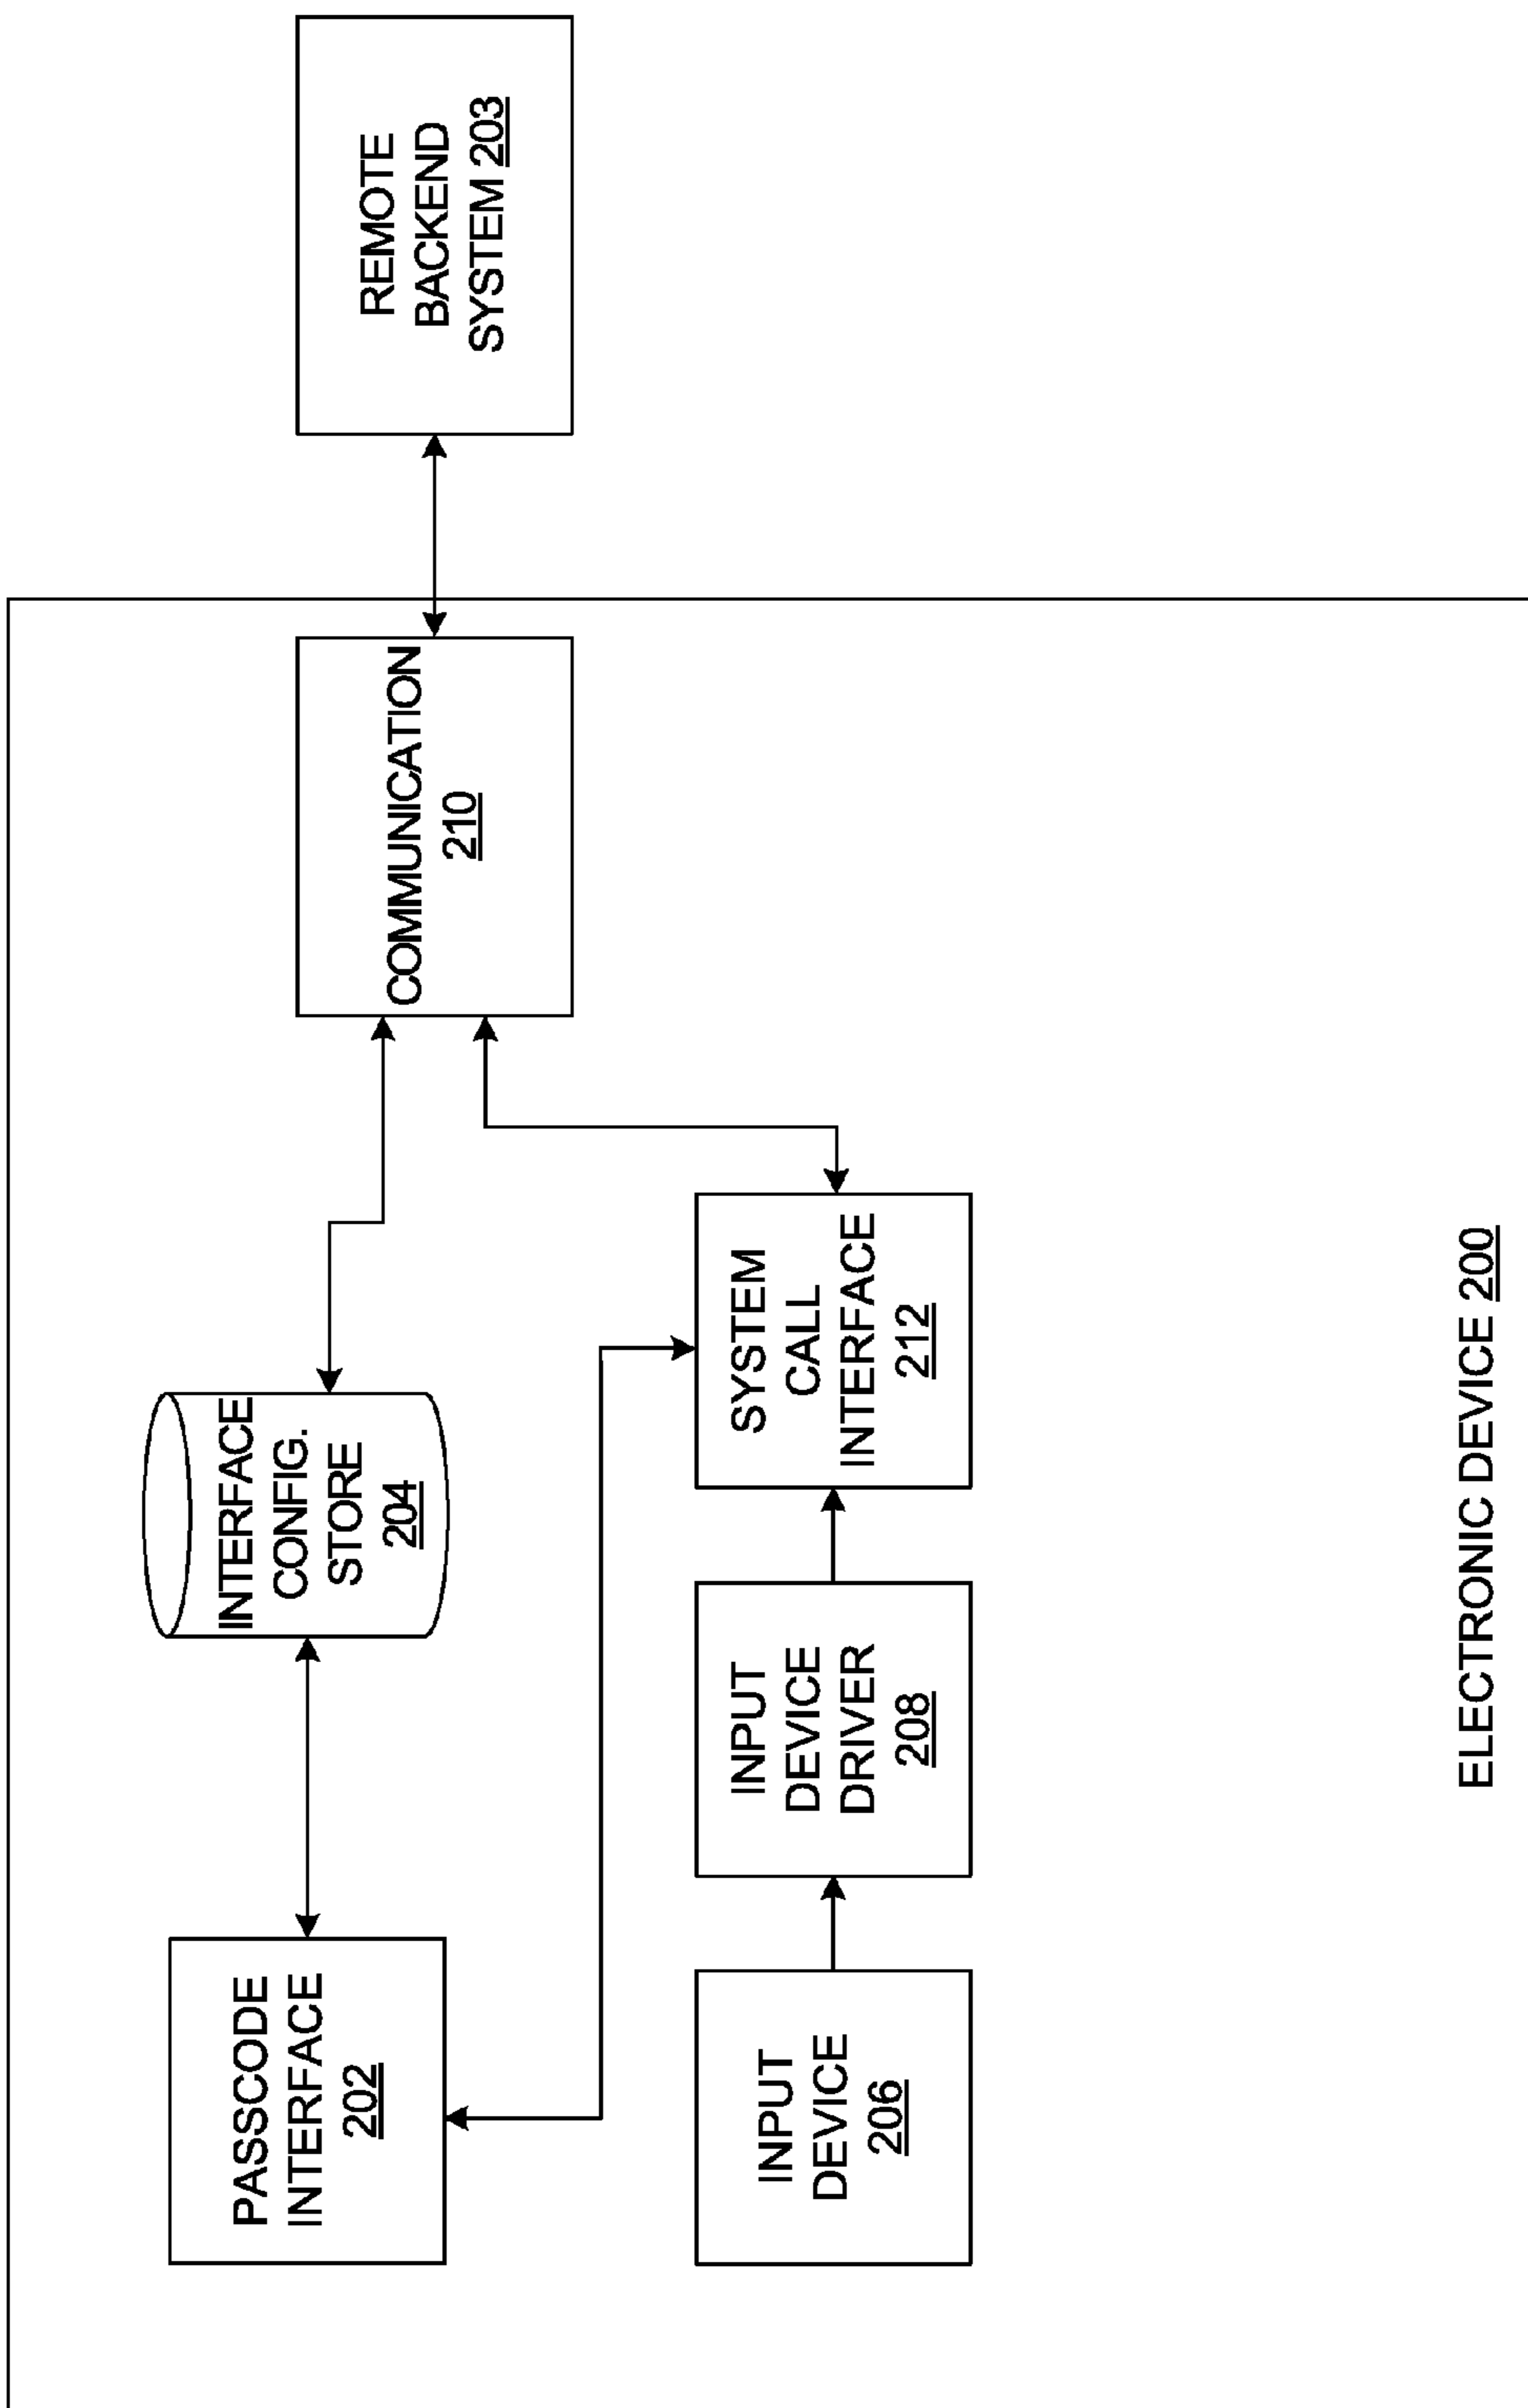 PASSCODE
INTERFACE
202
INTERFACE
CONFIG.
STORE
204
COMMUNICATION
210
REMOTE
BACKEND
SYSTEM 203
INPUT
DEVICE
206
INPUT
DEVICE
DRIVER
208
SYSTEM
CALL
INTERFACE
212
ELECTRONIC DEVICE 200